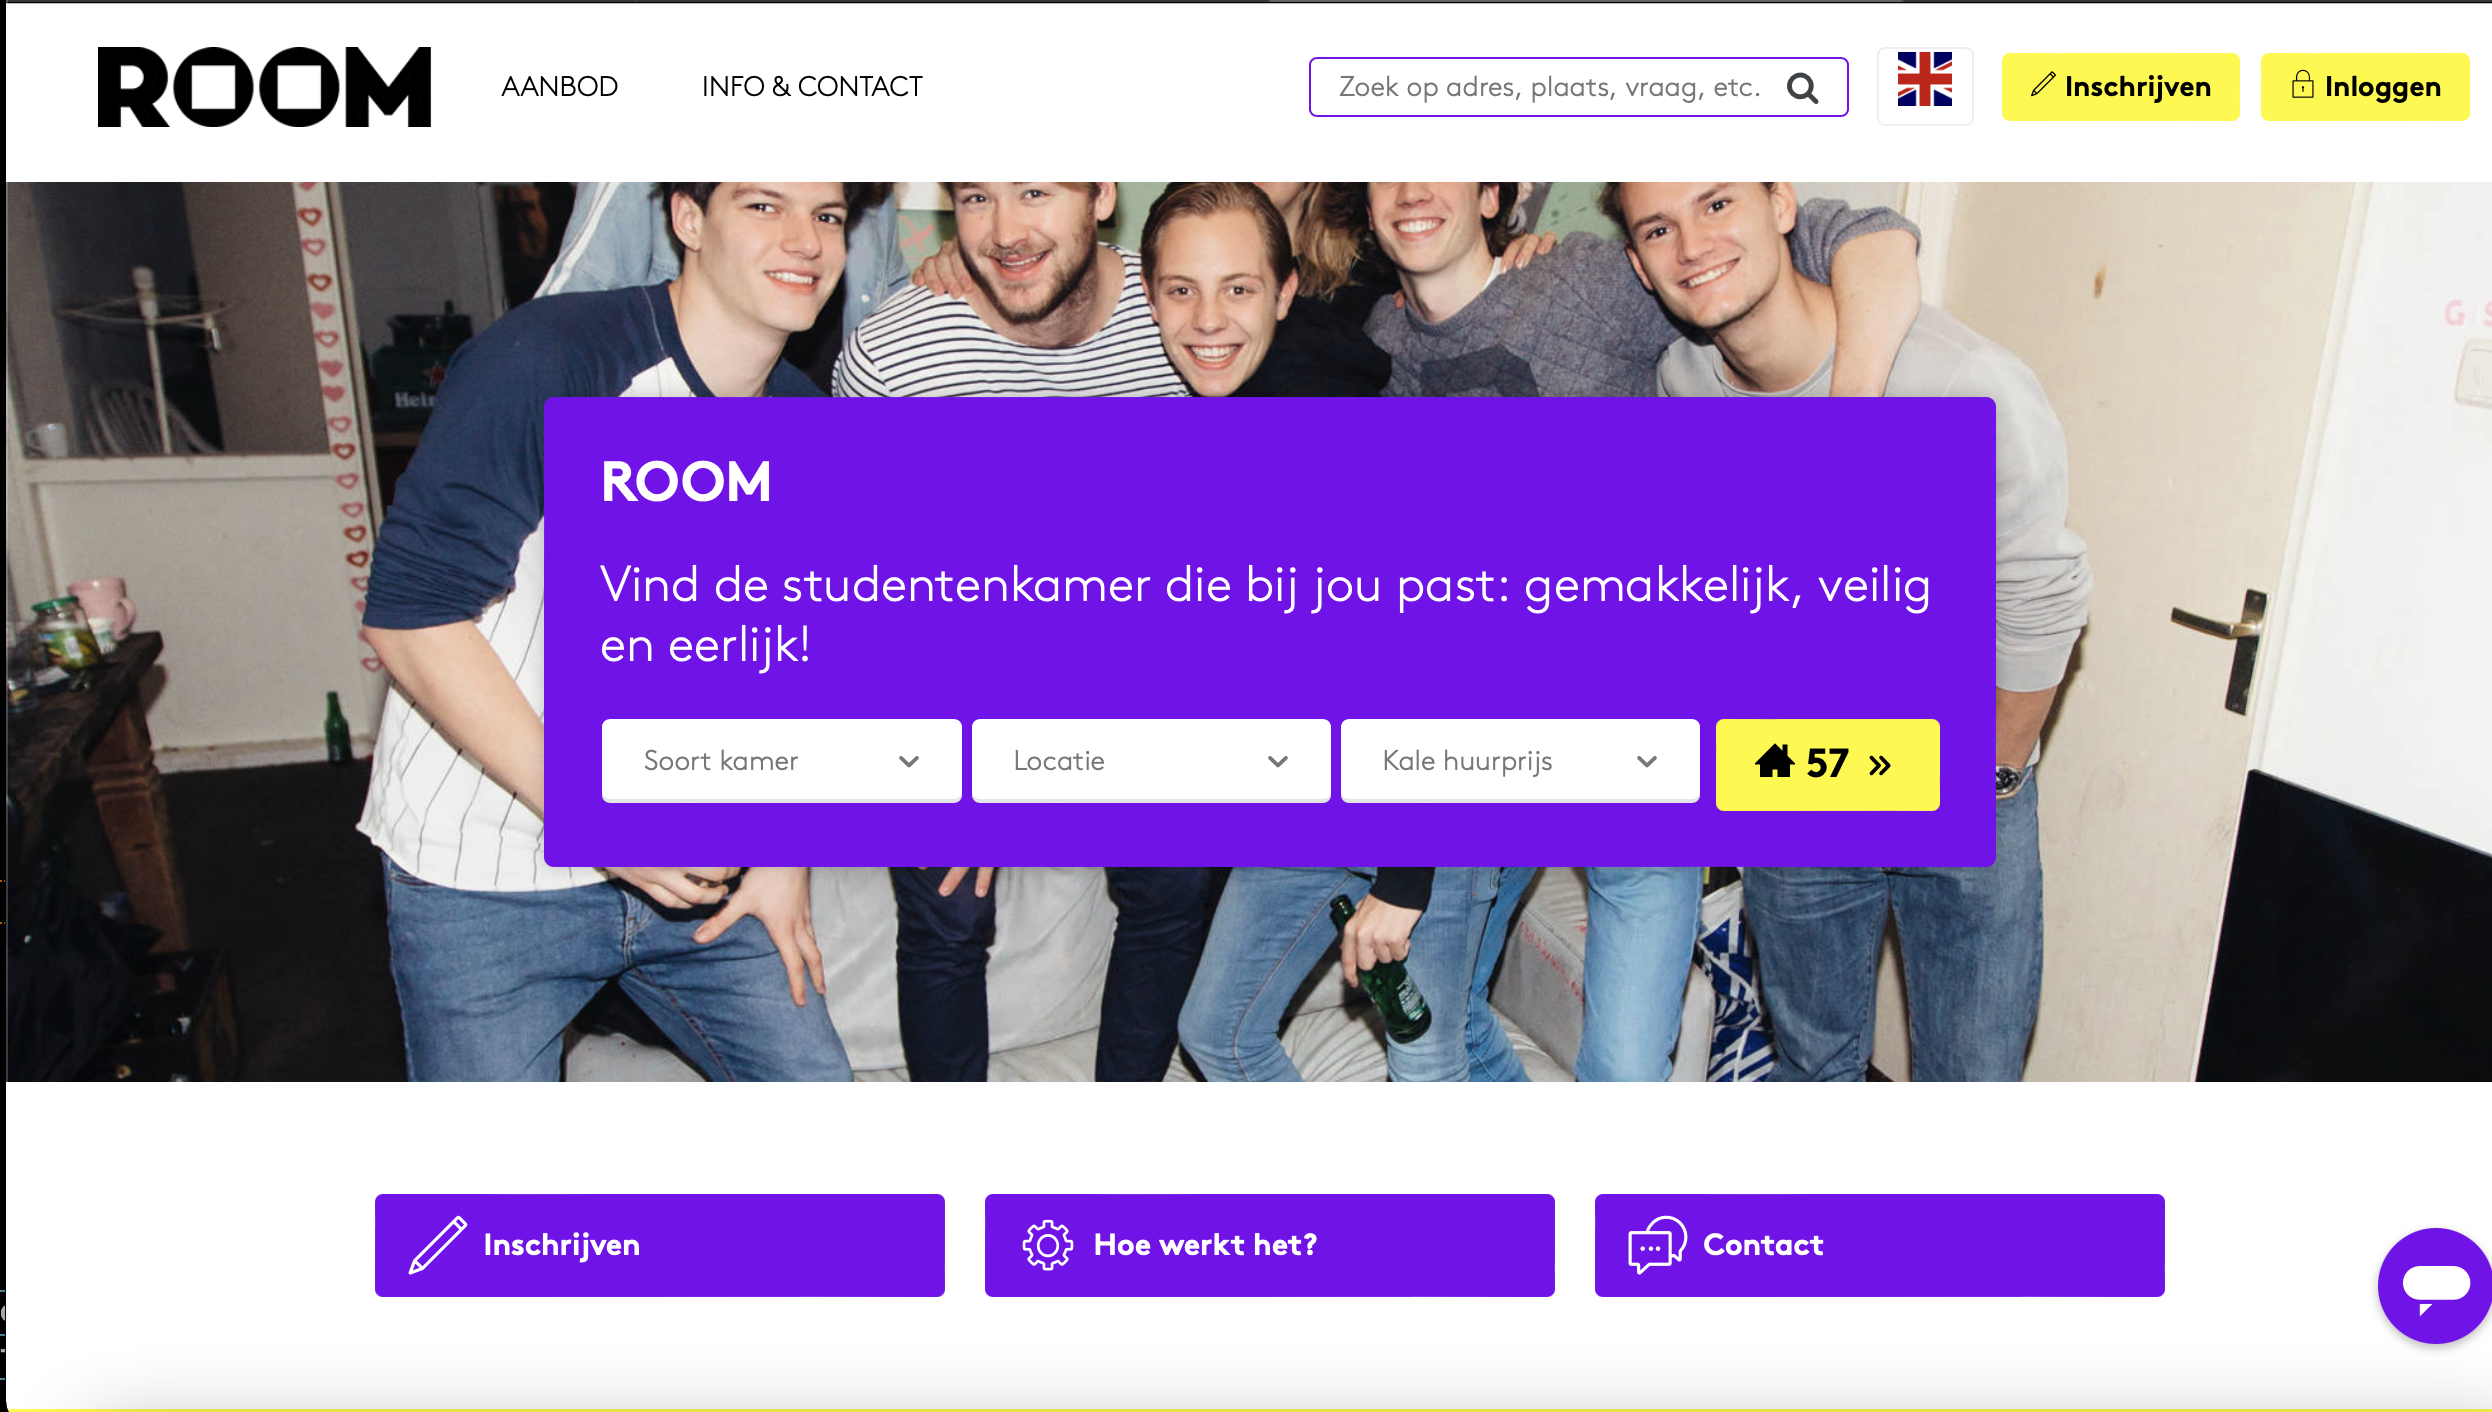 ROOM
AANBOD
INFO & CONTACT
Zoek op adres, plaats, vraag, etc.
Inschrijven
Inloggen
ROOM
Vind de studentenkamer die bij jou past: gemakkelijk, veilig
en eerlijk!
Soort kamer
Locatie
Kale huurprijs
57 »
Inschrijven
Hoe werkt het?
Contact